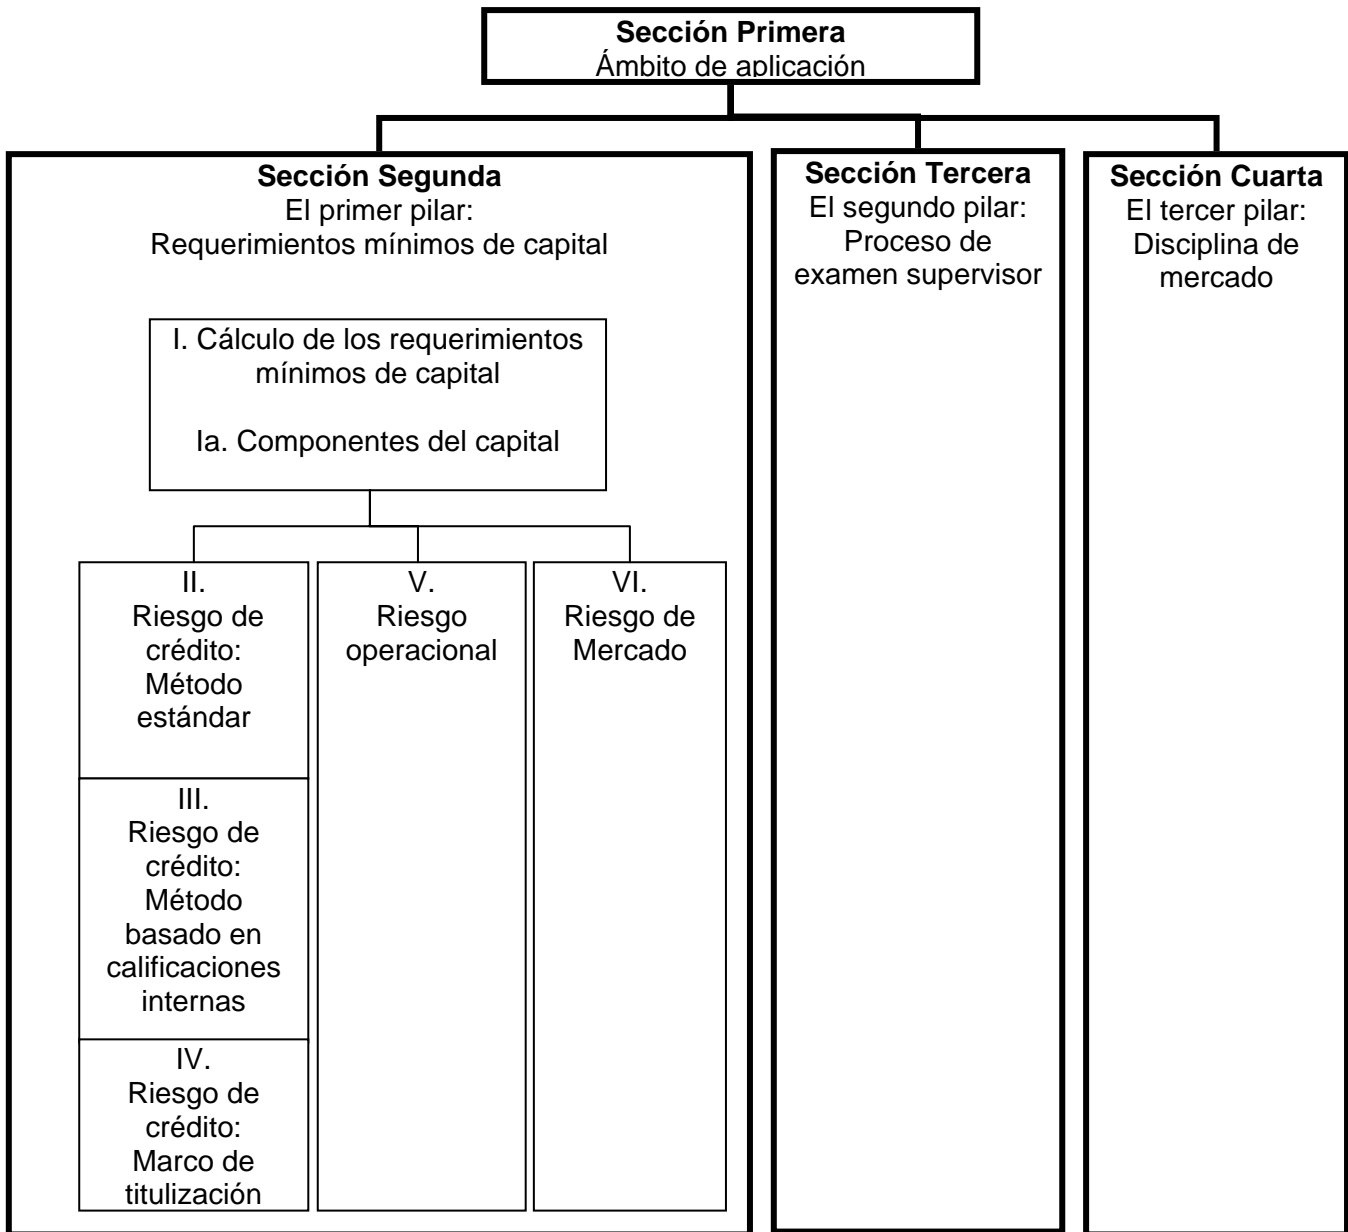 Sección Primera
Ámbito de aplicación
Sección Segunda
El primer pilar:
Requerimientos mínimos de capital
I. Cálculo de los requerimientos
mínimos de capital
Ia. Componentes del capital
II.
Riesgo de
crédito:
Método
estándar
III.
Riesgo de
crédito:
Método
basado en
calificaciones
internas
IV.
Riesgo de
crédito:
Marco de
titulización
V.
Riesgo
operacional
VI.
Riesgo de
Mercado
Sección Tercera
El segundo pilar:
Proceso de
examen supervisor
Sección Cuarta
El tercer pilar:
Disciplina de
mercado